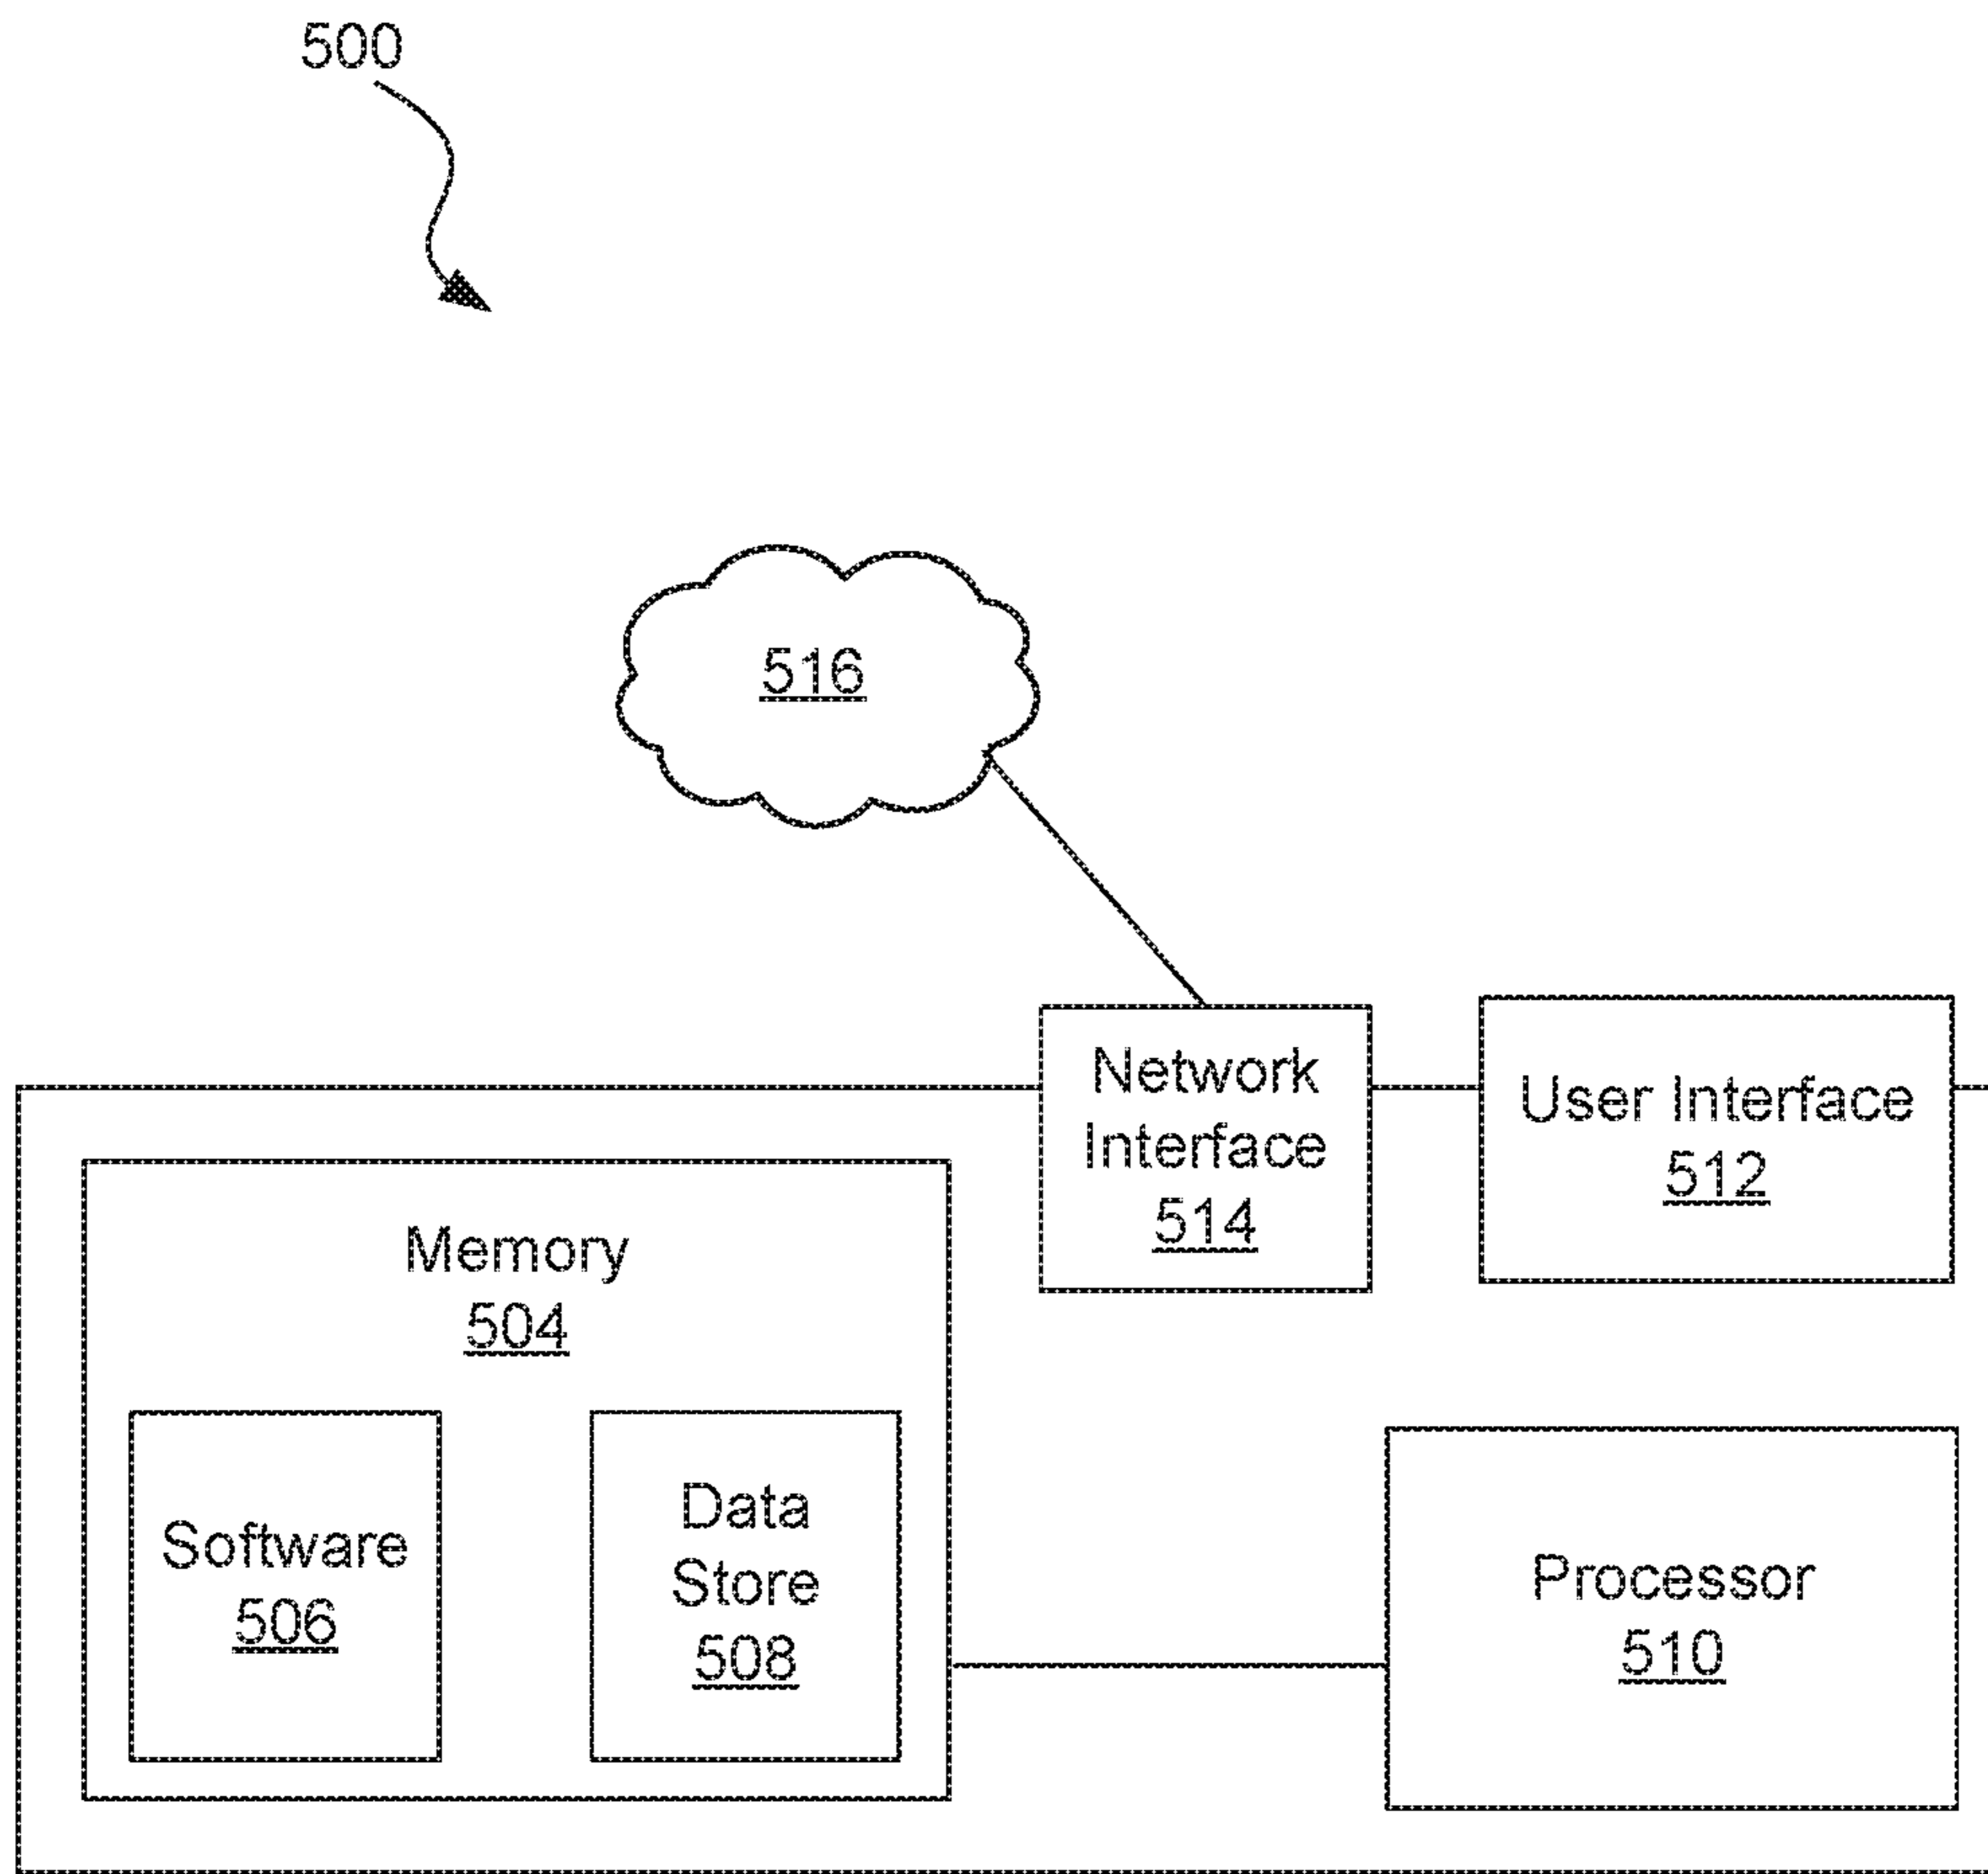 500
516
Network
Interface
514
User Interface
512
Memory
504
Software
506
Data
Store
508
Processor
510